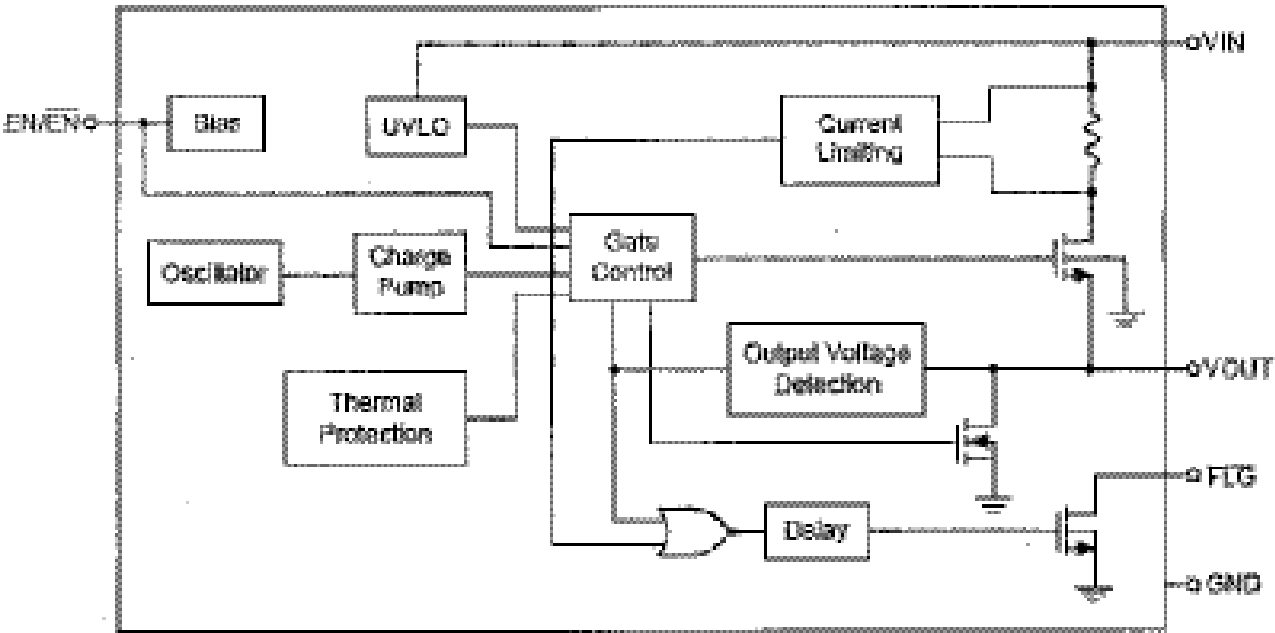 VIN
EN/EN
Bias
UVLO
Current
Limiting
Gate
Control
Oscillator
Charge
Pump
Output Voltage
Detection
VOUT
Thermal
Protection
FLG
Delay
GND